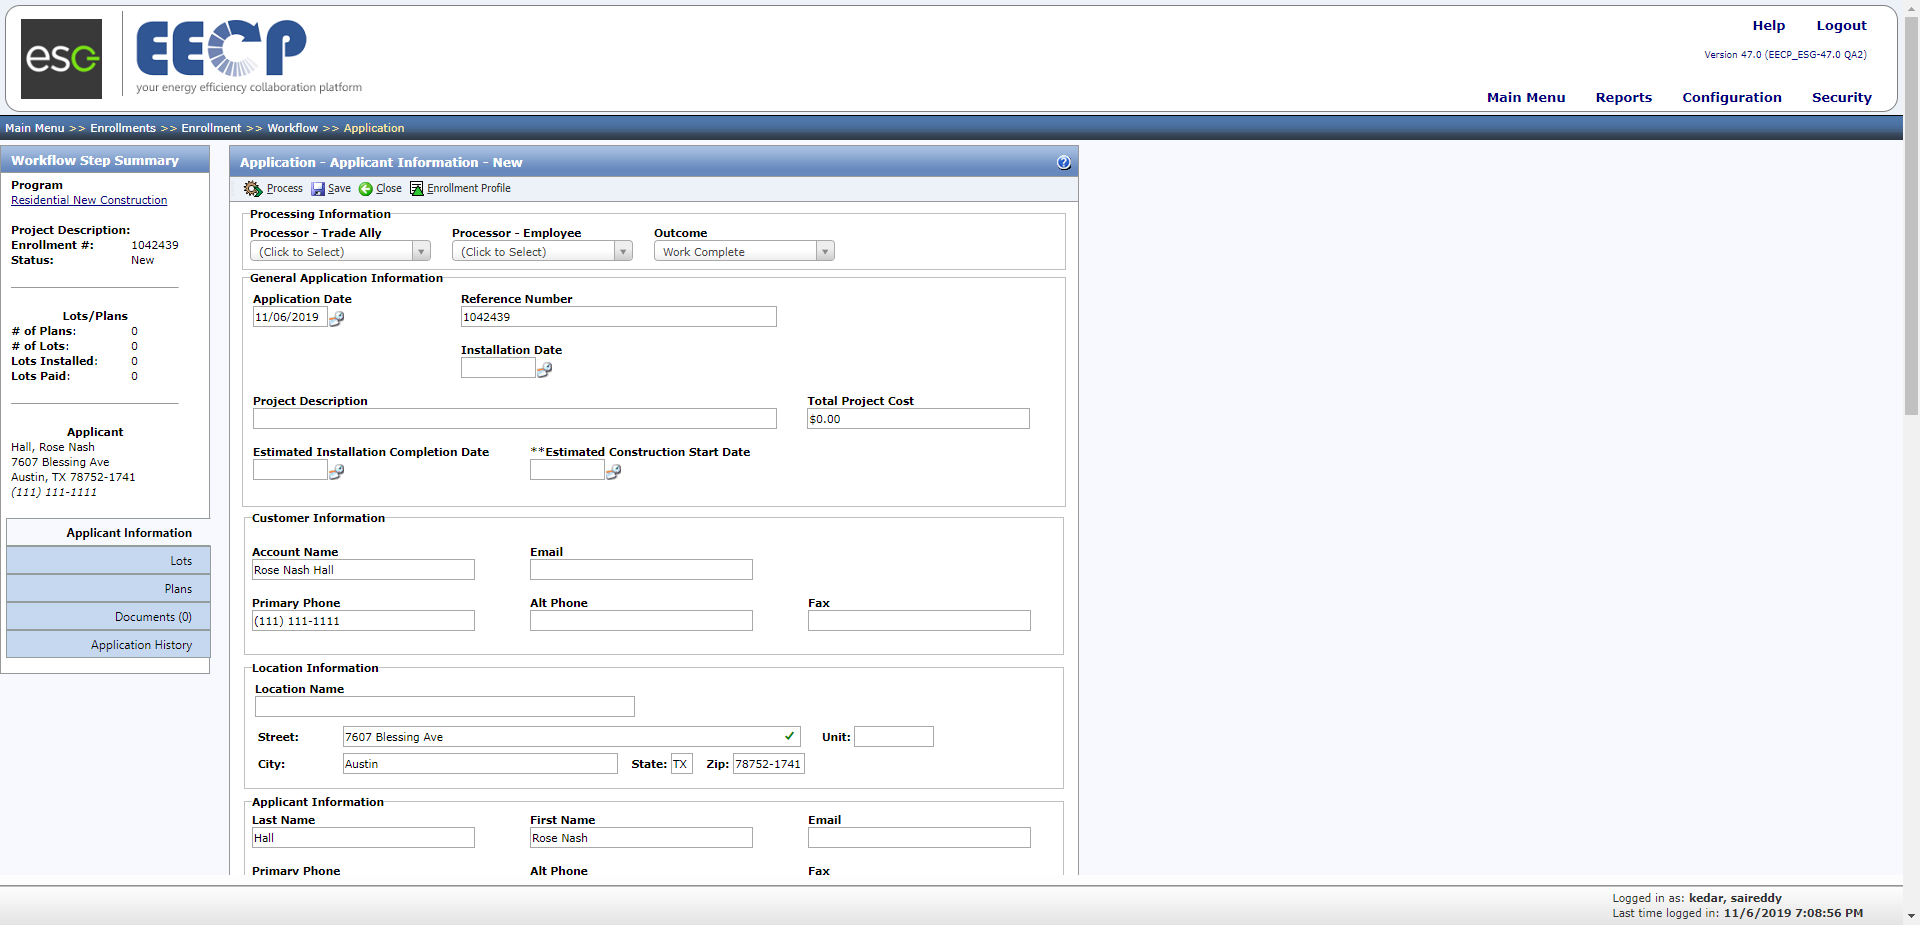 esg
EECP
your energy efficiency collaboration platform
Help Logout
Version 47.0 (EECP_ESG-47.0 QA2)
Main Menu Reports Configuration Security
Main Menu >> Enrollments >> Enrollment >> Workflow >> Application
Workflow Step Summary
Program
Residential New Construction
Project Description:
Enrollment #: 1042439
Status: New
Lots/Plans
# of Plans: 0
# of Lots: 0
Lots Installed: 0
Lots Paid: 0
Applicant
Hall, Rose Nash
7607 Blessing Ave
Austin, TX 78752-1741
(111) 111-1111
Applicant Information
Lots
Plans
Documents (0)
Application History
Application - Applicant Information - New
Process Save Close Enrollment Profile
Processing Information
Processor - Trade Ally Processor - Employee Outcome
(Click to Select) (Click to Select) Work Complete
General Application Information
Application Date Reference Number
11/06/2019 1042439
Installation Date
Project Description Total Project Cost
$0.00
Estimated Installation Completion Date **Estimated Construction Start Date
Customer Information
Account Name Email
Rose Nash Hall
Primary Phone Alt Phone Fax
(111) 111-1111
Location Information
Location Name
Street: 7607 Blessing Ave Unit:
City: Austin State: TX Zip: 78752-1741
Applicant Information
Last Name First Name Email
Hall Rose Nash
Primary Phone Alt Phone Fax
Logged in as: kedar, saireddy
Last time logged in: 11/6/2019 7:08:56 PM